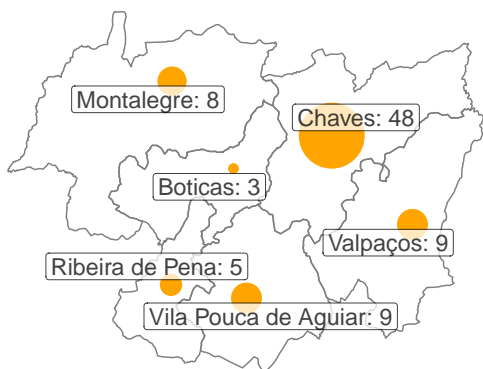 Montalegre: 8
Chaves: 48
Boticas: 3
Valpaços: 9
Ribeira de Pena: 5
Vila Pouca de Aguiar: 9